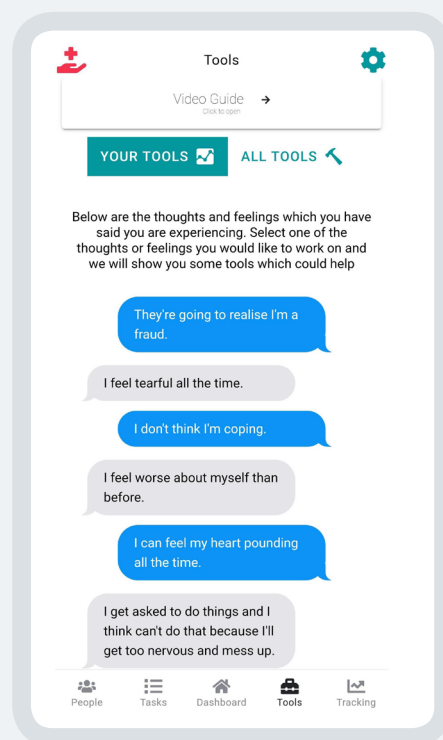 Tools
Video Guide →
Click to open
YOUR TOOLS
ALL TOOLS
Below are the thoughts and feelings which you have
said you are experiencing. Select one of the
thoughts or feelings you would like to work on and
we will show you some tools which could help
They're going to realise I'm a
fraud.
I feel tearful all the time.
I don't think I'm coping.
I feel worse about myself than
before.
I can feel my heart pounding
all the time.
I get asked to do things and I
think can't do that because I'll
get too nervous and mess up.
People
Tasks
Dashboard
Tools
Tracking